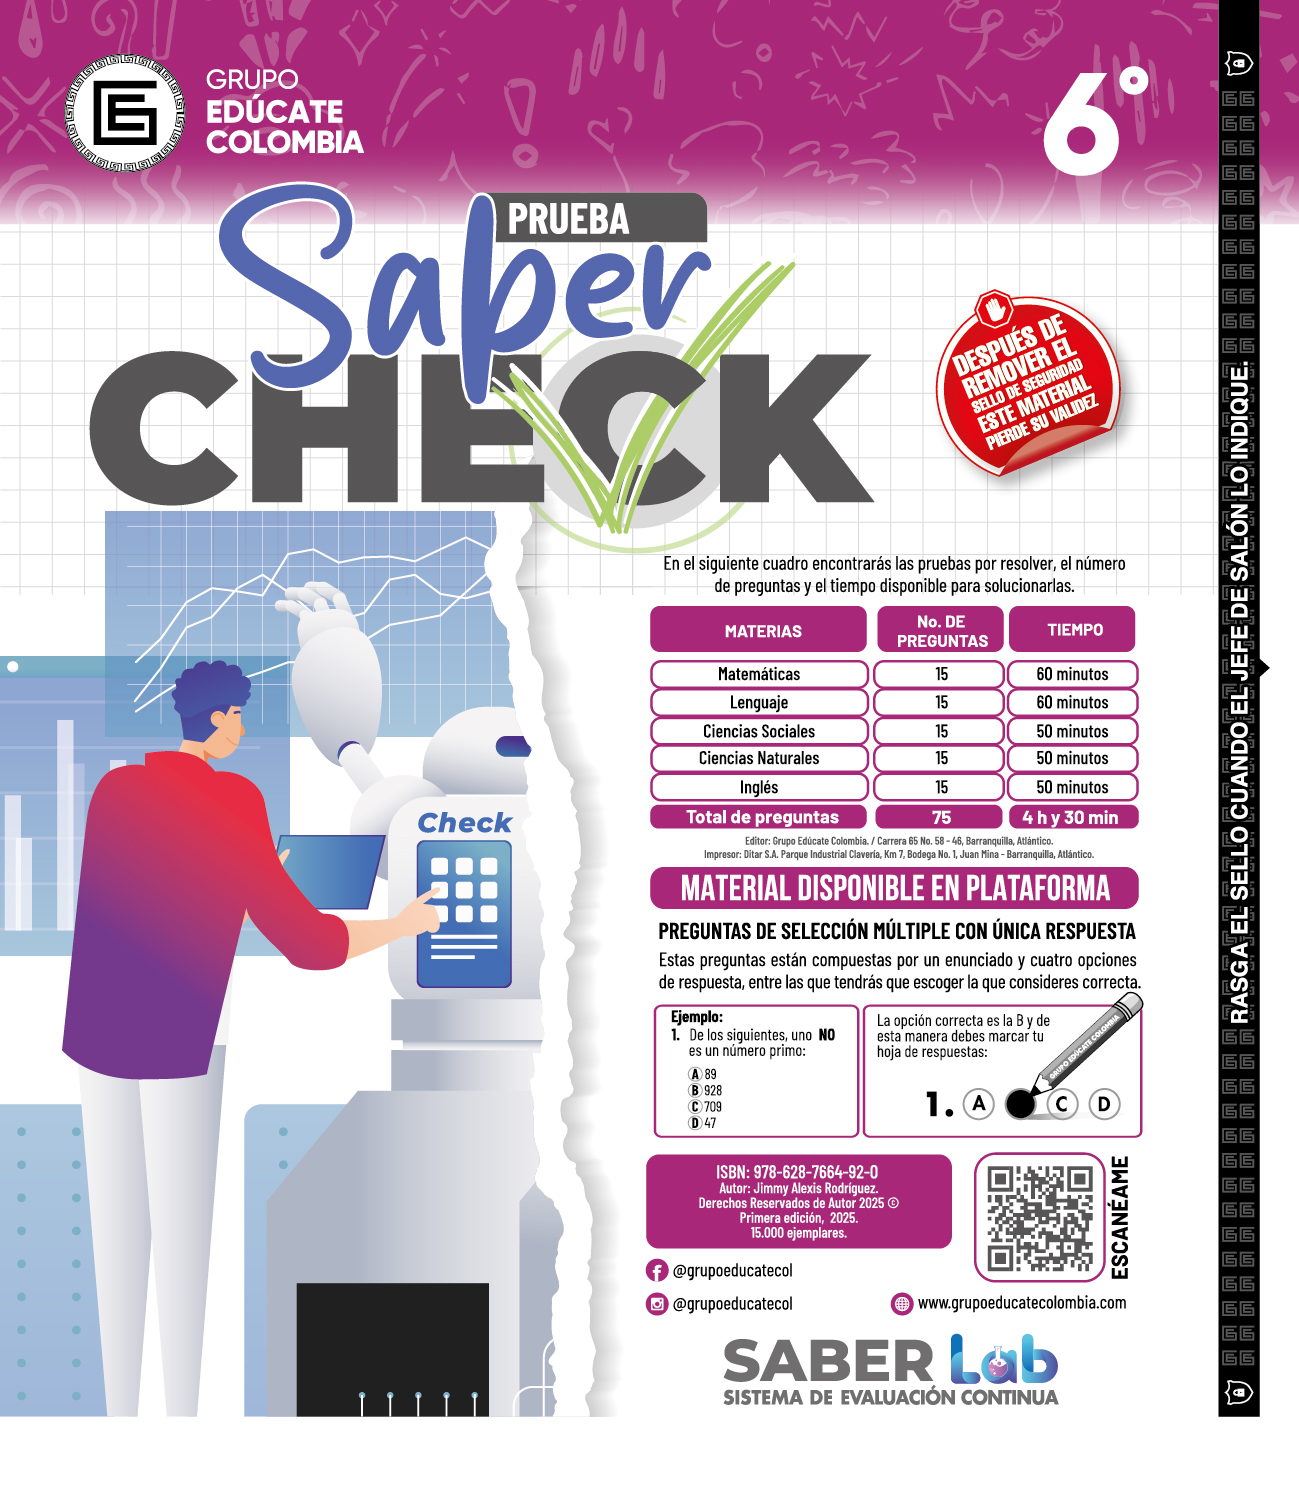 GRUPO
EDÚCATE
COLOMBIA
6°
PRUEBA
Saber
CHECK
DESPUÉS DE
REMOVER EL
SELLO DE SEGURIDAD
ESTE MATERIAL
PIERDE SU VALIDEZ
RASGA EL SELLO CUANDO EL JEFE DE SALÓN LO INDIQUE.
En el siguiente cuadro encontrarás las pruebas por resolver, el número
de preguntas y el tiempo disponible para solucionarlas.
MATERIAS No. DE PREGUNTAS TIEMPO
Matemáticas 15 60 minutos
Lenguaje 15 60 minutos
Ciencias Sociales 15 50 minutos
Ciencias Naturales 15 50 minutos
Inglés 15 50 minutos
Total de preguntas 75 4 h y 30 min
Editor: Grupo Edúcate Colombia. / Carrera 65 No. 58 - 46, Barranquilla, Atlántico.
Impresor: Ditar S.A. Parque Industrial Clavería, Km 7, Bodega No. 1, Juan Mina - Barranquilla, Atlántico.
Check
MATERIAL DISPONIBLE EN PLATAFORMA
PREGUNTAS DE SELECCIÓN MÚLTIPLE CON ÚNICA RESPUESTA
Estas preguntas están compuestas por un enunciado y cuatro opciones
de respuesta, entre las que tendrás que escoger la que consideres correcta.
Ejemplo:
1. De los siguientes, uno NO
es un número primo:
A 89
B 928
C 709
D 47
La opción correcta es la B y de
esta manera debes marcar tu
hoja de respuestas:
GRUPO EDÚCATE COLOMBIA
1. A C D
ISBN: 978-628-7664-92-0
Autor: Jimmy Alexis Rodríguez.
Derechos Reservados de Autor 2025 ©
Primera edición, 2025.
15.000 ejemplares.
ESCANÉAME
@grupoeducatecol
@grupoeducatecol
www.grupoeducatecolombia.com
SABER Lab
SISTEMA DE EVALUACIÓN CONTINUA